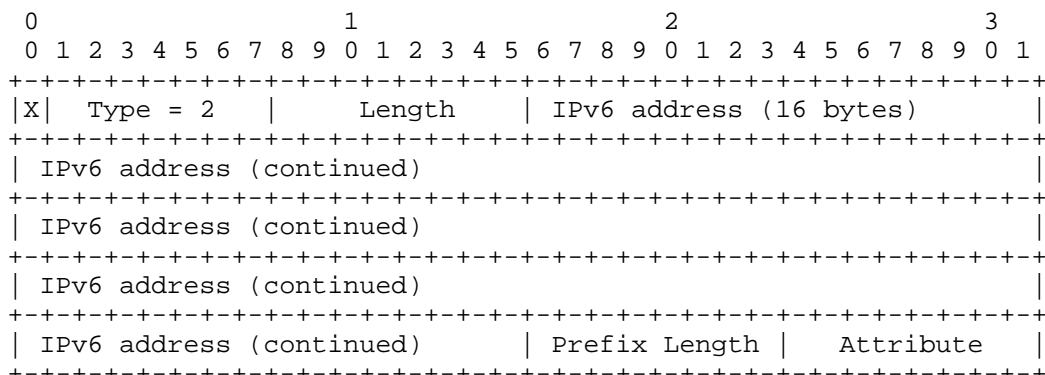 0                   1                   2                   3
 0 1 2 3 4 5 6 7 8 9 0 1 2 3 4 5 6 7 8 9 0 1 2 3 4 5 6 7 8 9 0 1
+-+-+-+-+-+-+-+-+-+-+-+-+-+-+-+-+-+-+-+-+-+-+-+-+-+-+-+-+-+-+-+-+
|X|  Type = 2   |     Length    | IPv6 address (16 bytes)       |
+-+-+-+-+-+-+-+-+-+-+-+-+-+-+-+-+-+-+-+-+-+-+-+-+-+-+-+-+-+-+-+-+
| IPv6 address (continued)                                      |
+-+-+-+-+-+-+-+-+-+-+-+-+-+-+-+-+-+-+-+-+-+-+-+-+-+-+-+-+-+-+-+-+
| IPv6 address (continued)                                      |
+-+-+-+-+-+-+-+-+-+-+-+-+-+-+-+-+-+-+-+-+-+-+-+-+-+-+-+-+-+-+-+-+
| IPv6 address (continued)                                      |
+-+-+-+-+-+-+-+-+-+-+-+-+-+-+-+-+-+-+-+-+-+-+-+-+-+-+-+-+-+-+-+-+
| IPv6 address (continued)      | Prefix Length |   Attribute   |
+-+-+-+-+-+-+-+-+-+-+-+-+-+-+-+-+-+-+-+-+-+-+-+-+-+-+-+-+-+-+-+-+